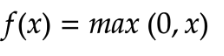 f(x) = max (0, x)